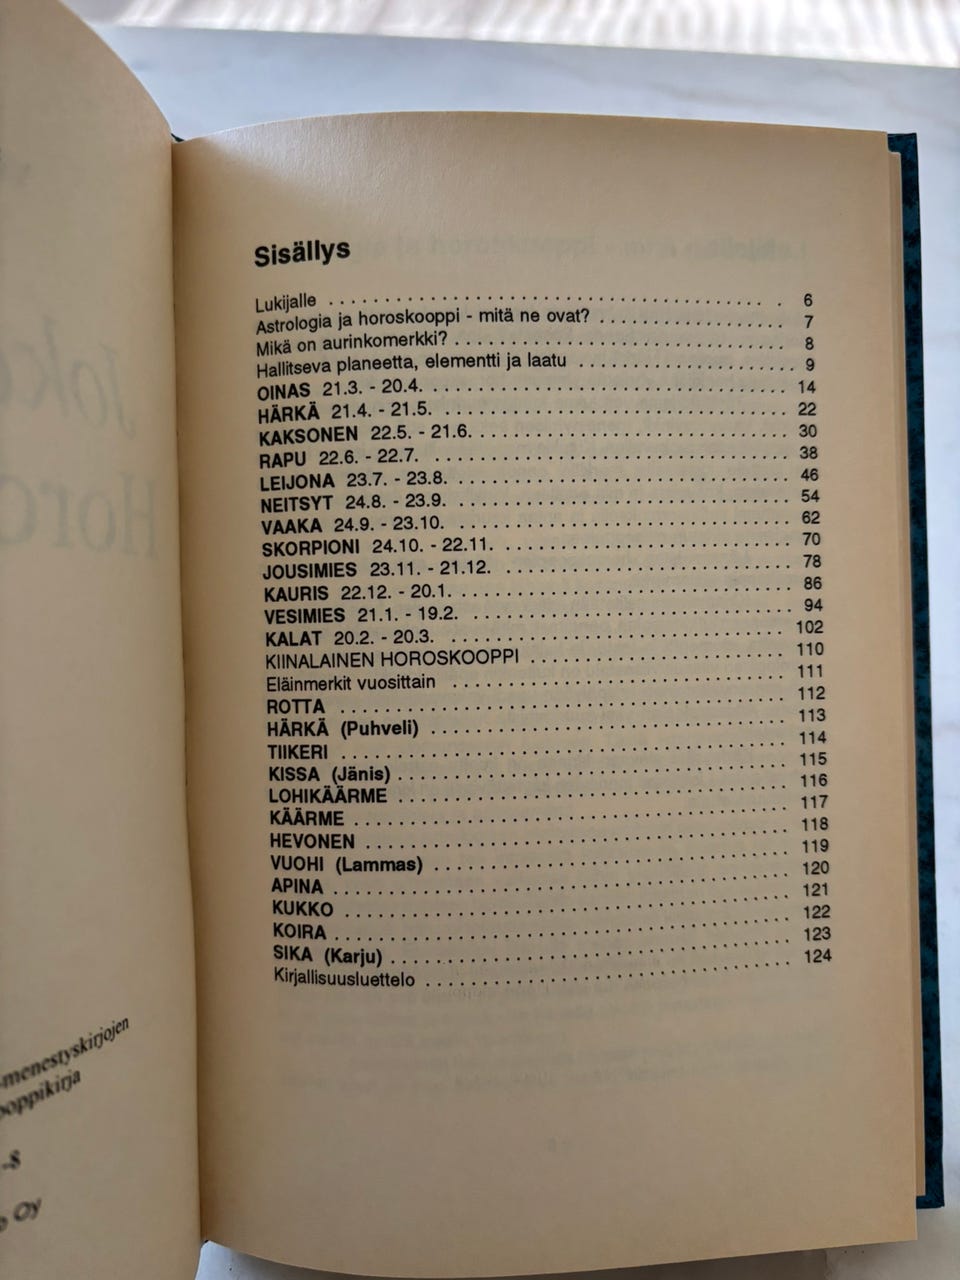 Sisällys
Lukijalle . . . . . . . . . . . . . . . . . . . . 6
Astrologia ja horoskooppi - mitä ne ovat? . . . . . . . . . . 7
Mikä on aurinkomerkki? . . . . . . . . . . . . . . . 8
Hallitseva planeetta, elementti ja laatu . . . . . . . . . . 9
OINAS 21.3. - 20.4. . . . . . . . . . . . . . . . 14
HÄRKÄ 21.4. - 21.5. . . . . . . . . . . . . . . . 22
KAKSONEN 22.5. - 21.6. . . . . . . . . . . . . . . . 30
RAPU 22.6. - 22.7. . . . . . . . . . . . . . . . 38
LEIJONA 23.7. - 23.8. . . . . . . . . . . . . . . . 46
NEITSYT 24.8. - 23.9. . . . . . . . . . . . . . . . 54
VAAKA 24.9. - 23.10. . . . . . . . . . . . . . . . 62
SKORPIONI 24.10. - 22.11. . . . . . . . . . . . . . . . 70
JOUSIMIES 23.11. - 21.12. . . . . . . . . . . . . . . . 78
KAURIS 22.12. - 20.1. . . . . . . . . . . . . . . . 86
VESIMIES 21.1. - 19.2. . . . . . . . . . . . . . . . 94
KALAT 20.2. - 20.3. . . . . . . . . . . . . . . . 102
KIINALAINEN HOROSKOOPPI . . . . . . . . . . . . . . . 110
Eläinmerkit vuosittain . . . . . . . . . . . . . . . 111
ROTTA . . . . . . . . . . . . . . . 112
HÄRKÄ (Puhveli) . . . . . . . . . . . . . . . 113
TIIKERI . . . . . . . . . . . . . . . 114
KISSA (Jänis) . . . . . . . . . . . . . . . 115
LOHIKÄÄRME . . . . . . . . . . . . . . . 116
KÄÄRME . . . . . . . . . . . . . . . 117
HEVONEN . . . . . . . . . . . . . . . 118
VUOHI (Lammas) . . . . . . . . . . . . . . . 119
APINA . . . . . . . . . . . . . . . 120
KUKKO . . . . . . . . . . . . . . . 121
KOIRA . . . . . . . . . . . . . . . 122
SIKA (Karju) . . . . . . . . . . . . . . . 123
Kirjallisuusluettelo . . . . . . . . . . . . . . . 124
-menestyskirjojen
-8
Oy